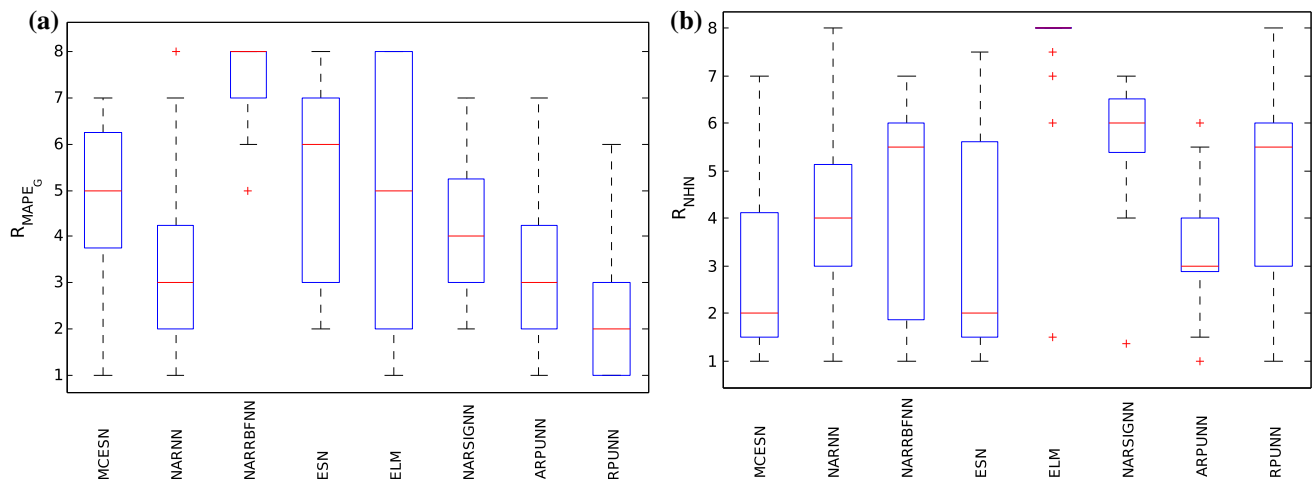 (a)
R_MAPE_G
8
7
6
5
4
3
2
1
MCESN
NARNN
NARRBFNN
ESN
ELM
NARSIGNN
ARPUNN
RPUNN
(b)
R_NHN
8
7
6
5
4
3
2
1
MCESN
NARNN
NARRBFNN
ESN
ELM
NARSIGNN
ARPUNN
RPUNN